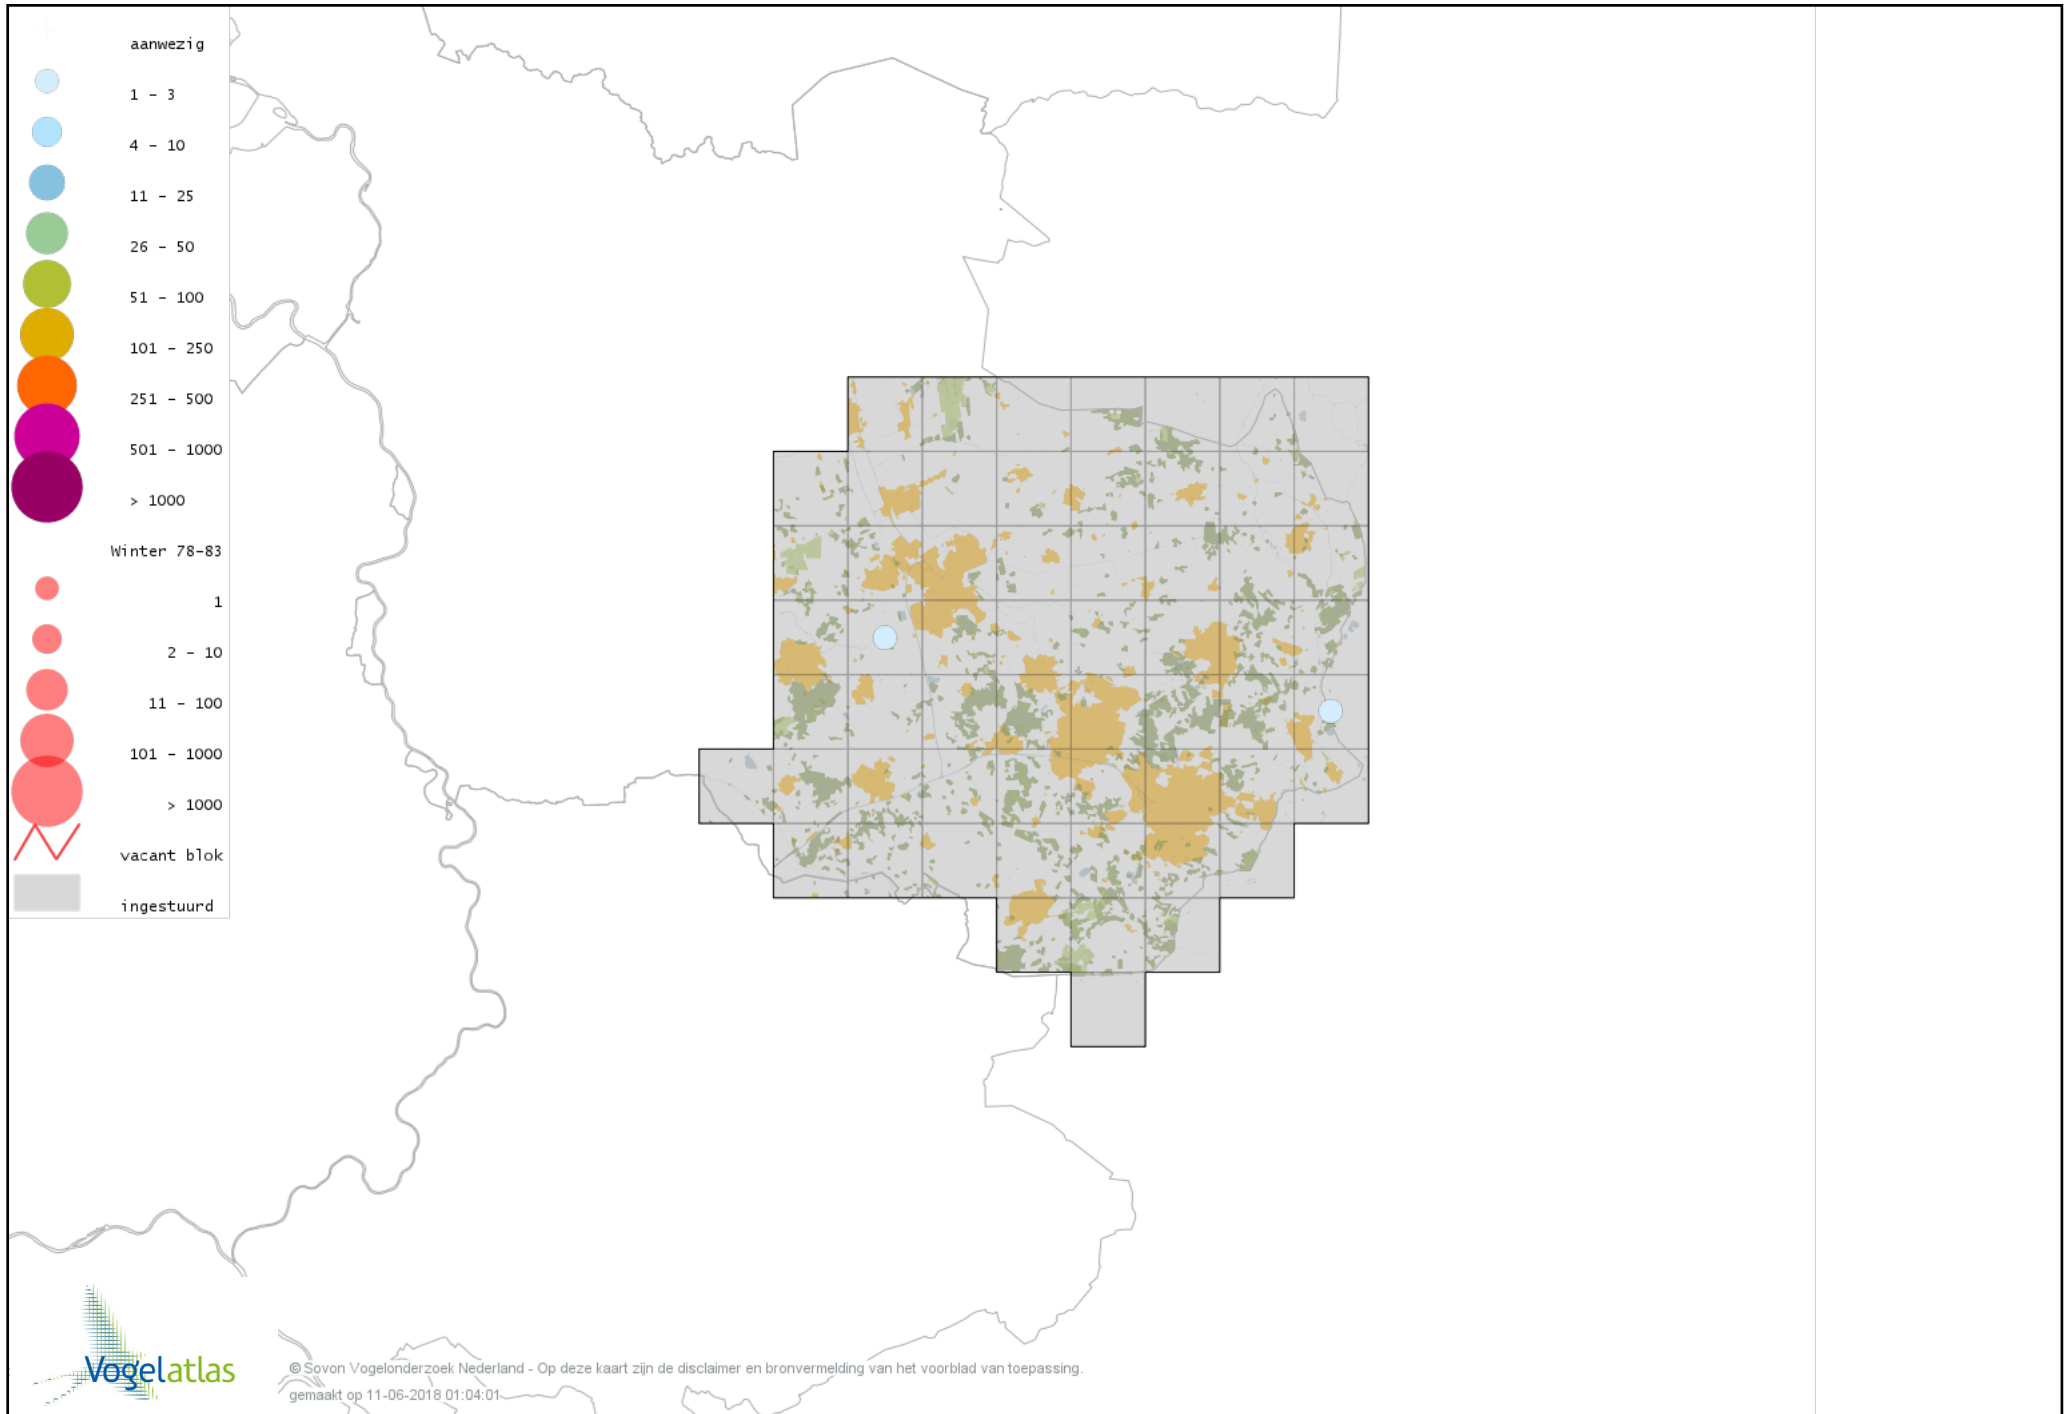 aanwezig
1 - 3
4 - 10
11 - 25
26 - 50
51 - 100
101 - 250
251 - 500
501 - 1000
> 1000
Winter 78-83
1
2 - 10
11 - 100
101 - 1000
> 1000
vacant blok
ingestuurd
Vogelatlas
© Sovon Vogelonderzoek Nederland - Op deze kaart zijn de disclaimer en bronvermelding van het voorblad van toepassing.
gemaakt op 11-06-2018 01:04:01